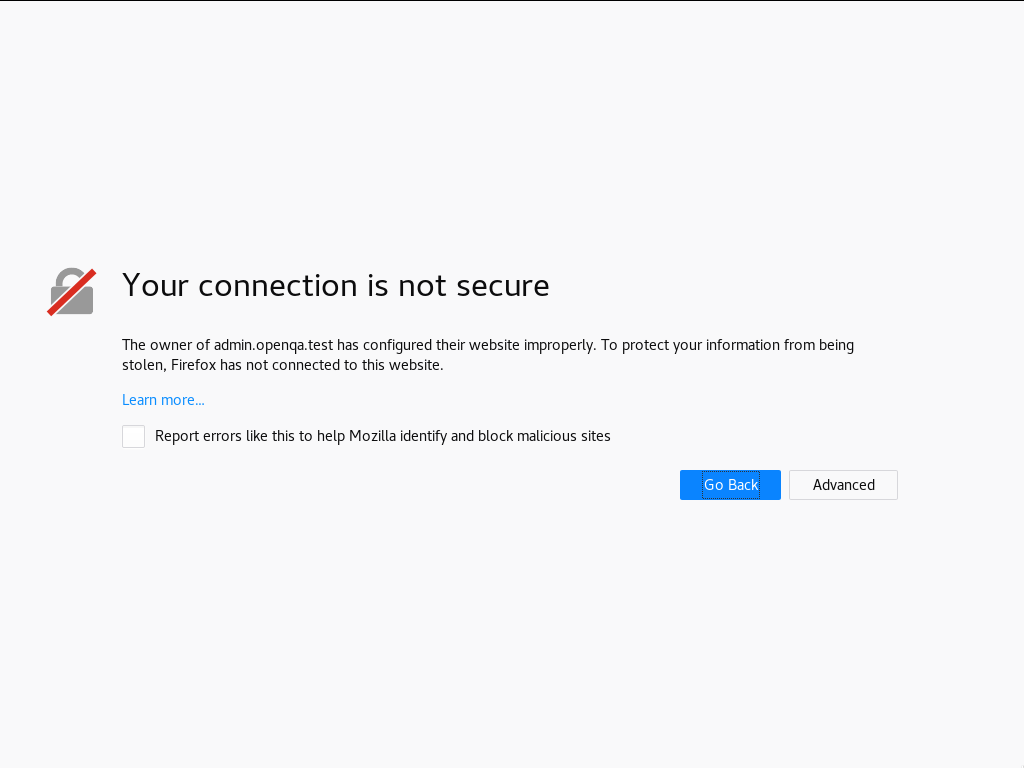 Your connection is not secure
The owner of admin.openqa.test has configured their website improperly. To protect your information from being
stolen, Firefox has not connected to this website.
Learn more...
Report errors like this to help Mozilla identify and block malicious sites
Go Back
Advanced